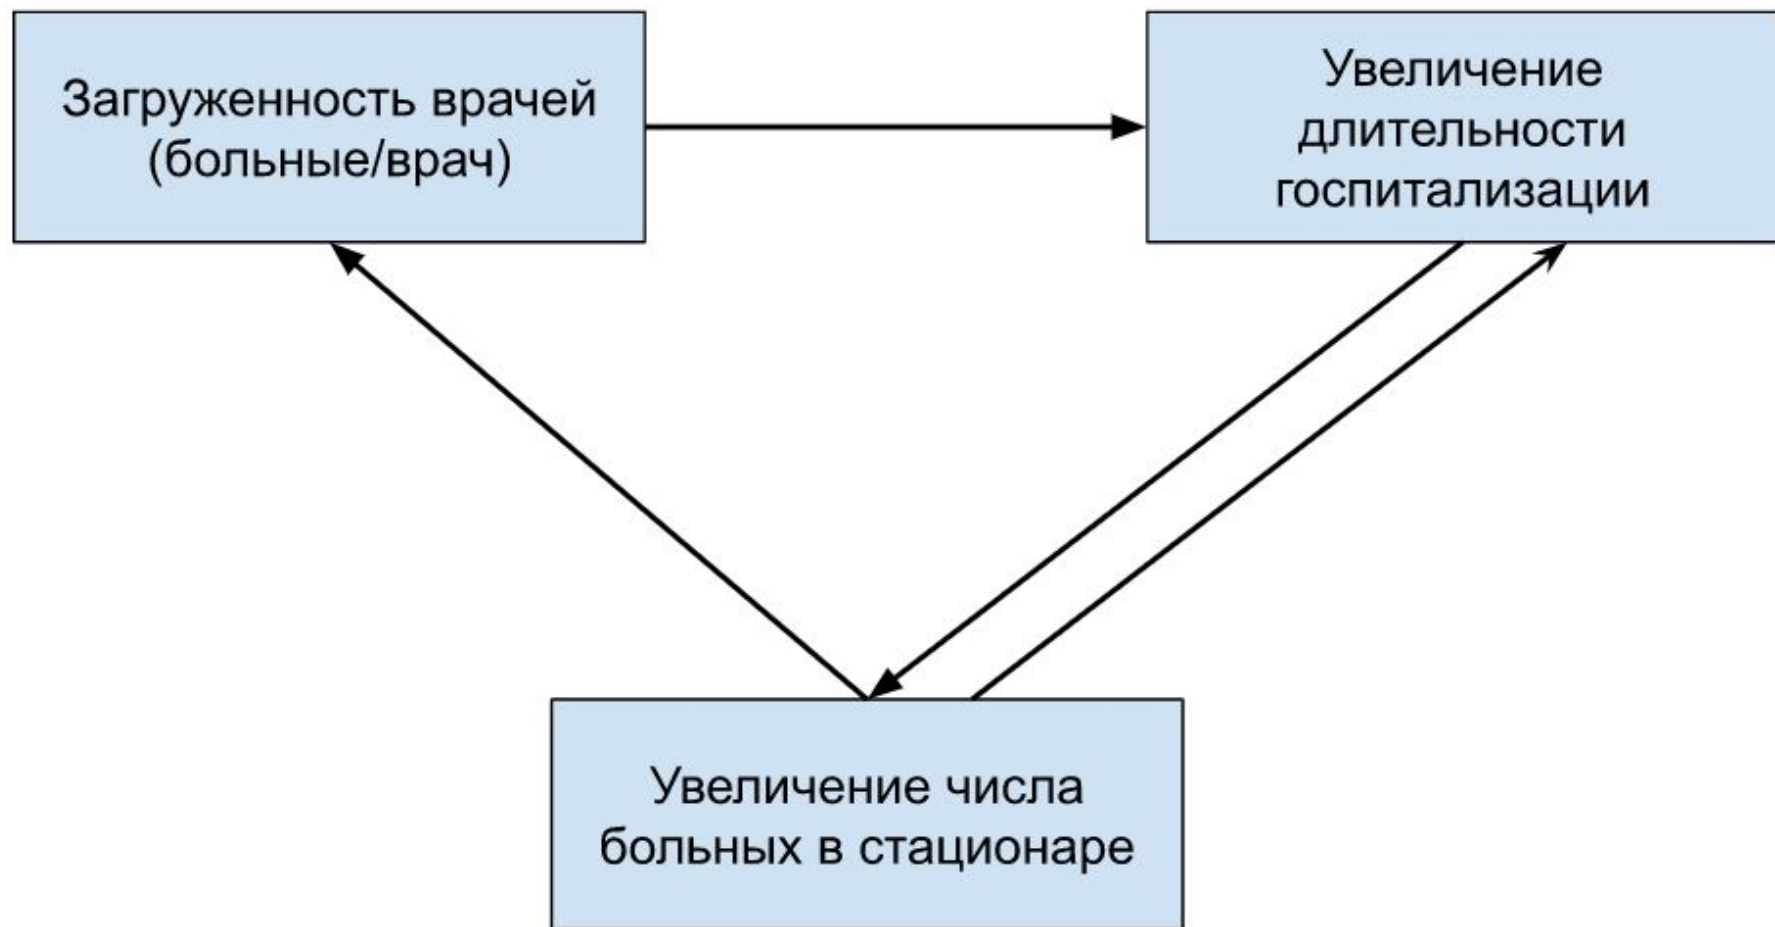 Загруженность врачей
(больные/врач)
Увеличение
длительности
госпитализации
Увеличение числа
больных в стационаре